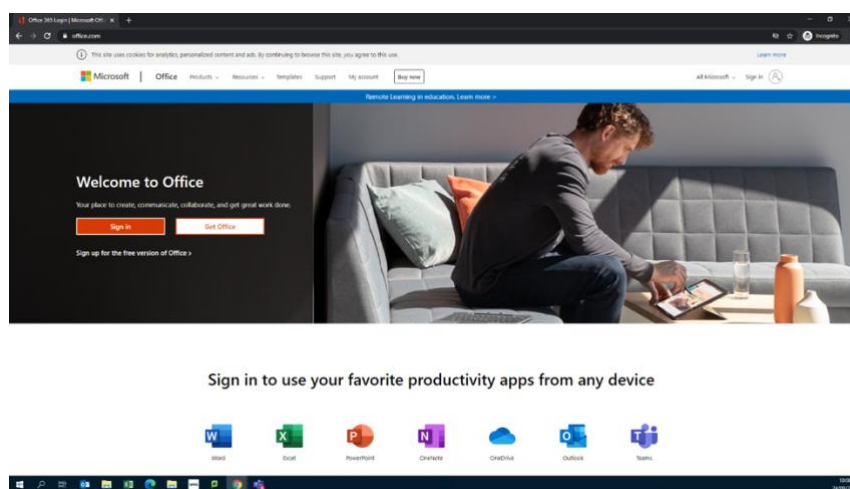 Office 365 Login | Microsoft Off
office.com
Incognito
This site uses cookies for analytics, personalized content and ads. By continuing to browse this site, you agree to this use.
Learn more
Microsoft | Office Products Resources Templates Support My account Buy now All Microsoft Sign in
Remote Learning in education. Learn more >
Welcome to Office
Your place to create, communicate, collaborate, and get great work done.
Sign in Get Office
Sign up for the free version of Office >
Sign in to use your favorite productivity apps from any device
Word Excel PowerPoint OneNote OneDrive Outlook Teams